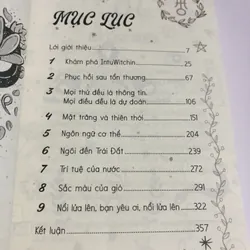 MỤC LỤC
Lời giới thiệu 7
1 Khám phá IntuWitchin 25
2 Phục hồi sau tổn thương 67
3 Mọi thứ đều là thông tin.
Mọi điều đều là dự đoán 106
4 Mặt trăng và thiên thời 151
5 Ngôn ngữ cơ thể 204
6 Ngôi đền Trái Đất 239
7 Trí tuệ của nước 272
8 Sắc màu của gió 291
9 Nổi lửa lên, bạn yêu ơi, nổi lửa lên 322
Kết luận 357